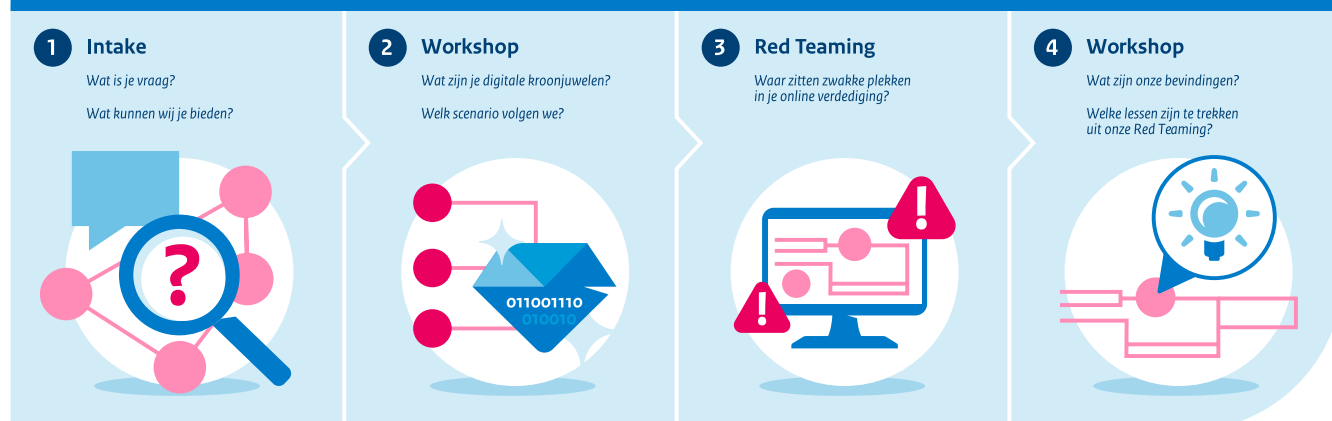 1 Intake
Wat is je vraag?
Wat kunnen wij je bieden?
?
2 Workshop
Wat zijn je digitale kroonjuwelen?
Welk scenario volgen we?
011001110
010010
3 Red Teaming
Waar zitten zwakke plekken
in je online verdediging?
!
!
4 Workshop
Wat zijn onze bevindingen?
Welke lessen zijn te trekken
uit onze Red Teaming?